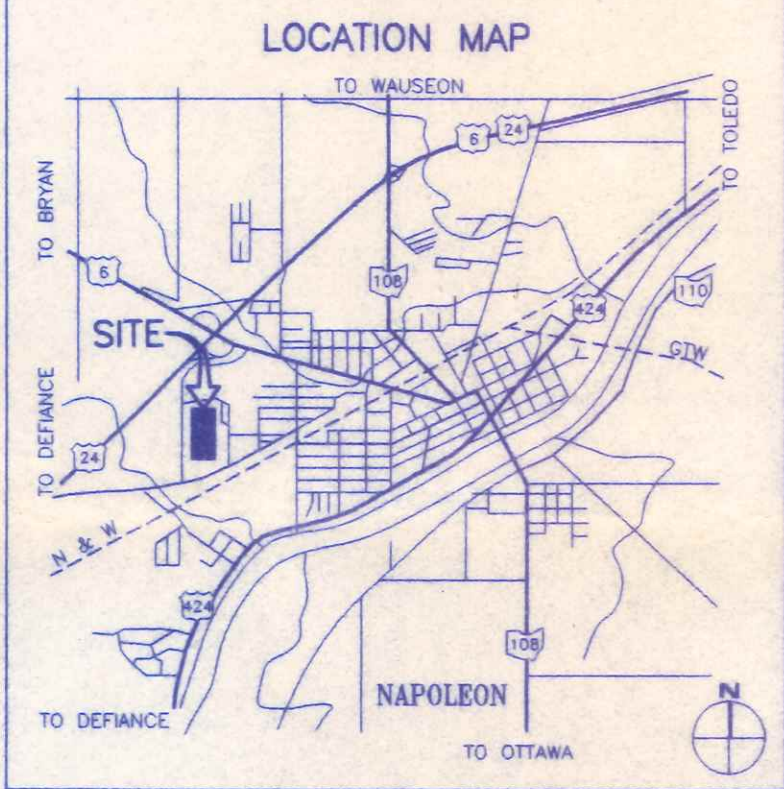 LOCATION MAP
TO WAUSEON
TO TOLEDO
6 24
TO BRYAN
6
108
110
424
SITE
GTW
TO DEFIANCE
24
N & W
424
108
NAPOLEON
N
TO DEFIANCE
TO OTTAWA